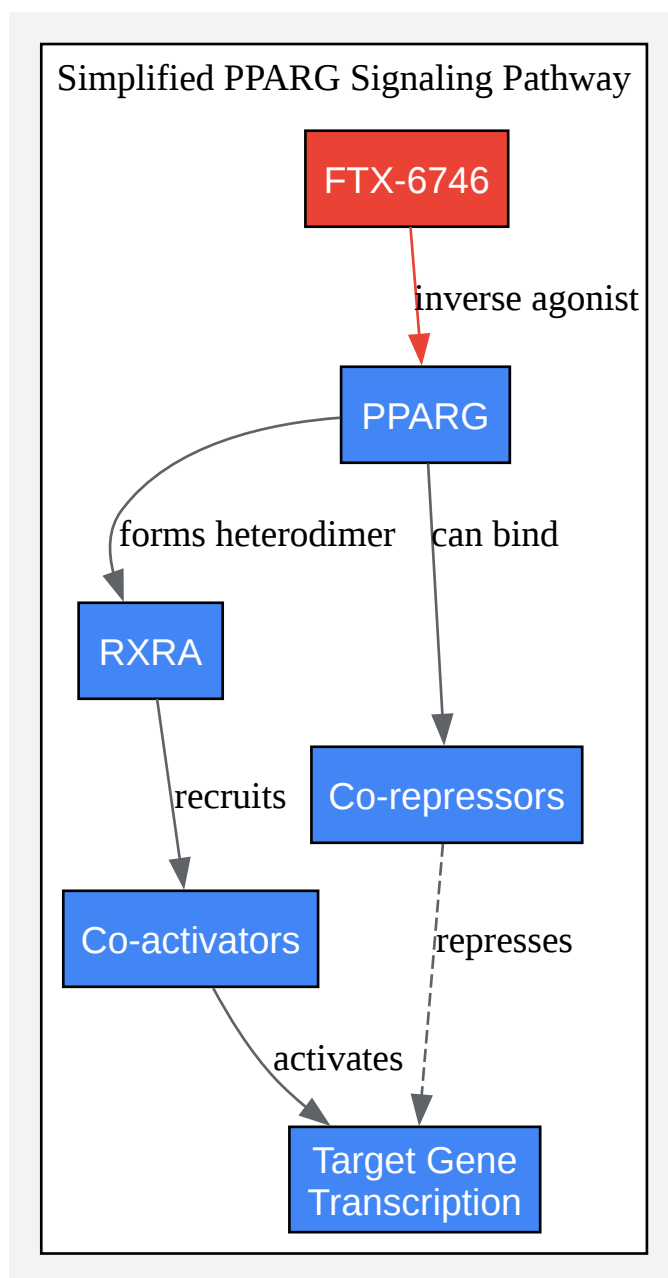 Simplified PPARG Signaling Pathway
FTX-6746
inverse agonist
PPARG
forms heterodimer
can bind
RXRA
recruits
Co-repressors
Co-activators
represses
activates
Target Gene
Transcription